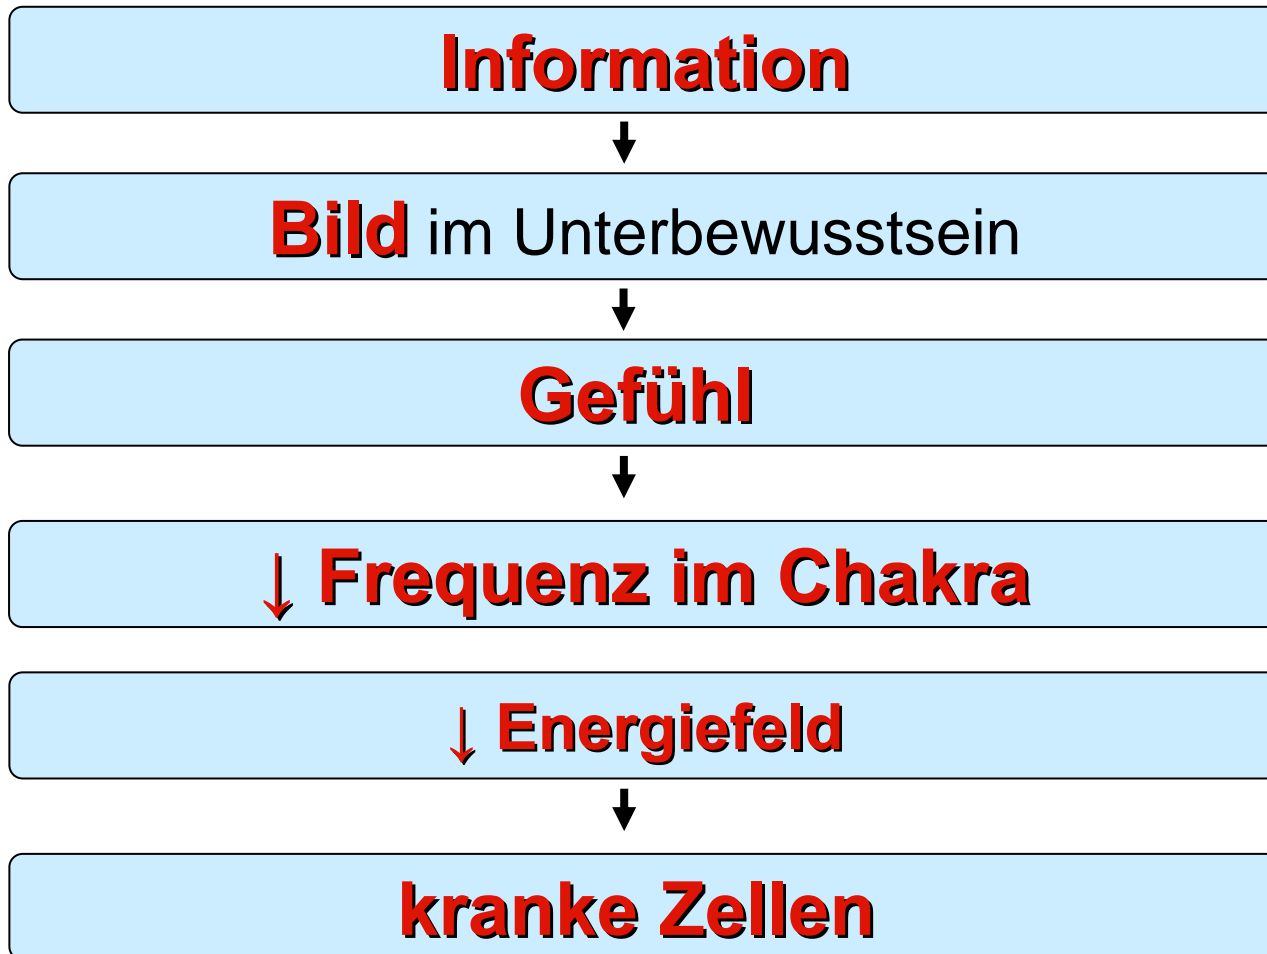 Information
Bild im Unterbewusstsein
Gefühl
↓ Frequenz im Chakra
↓ Energiefeld
kranke Zellen